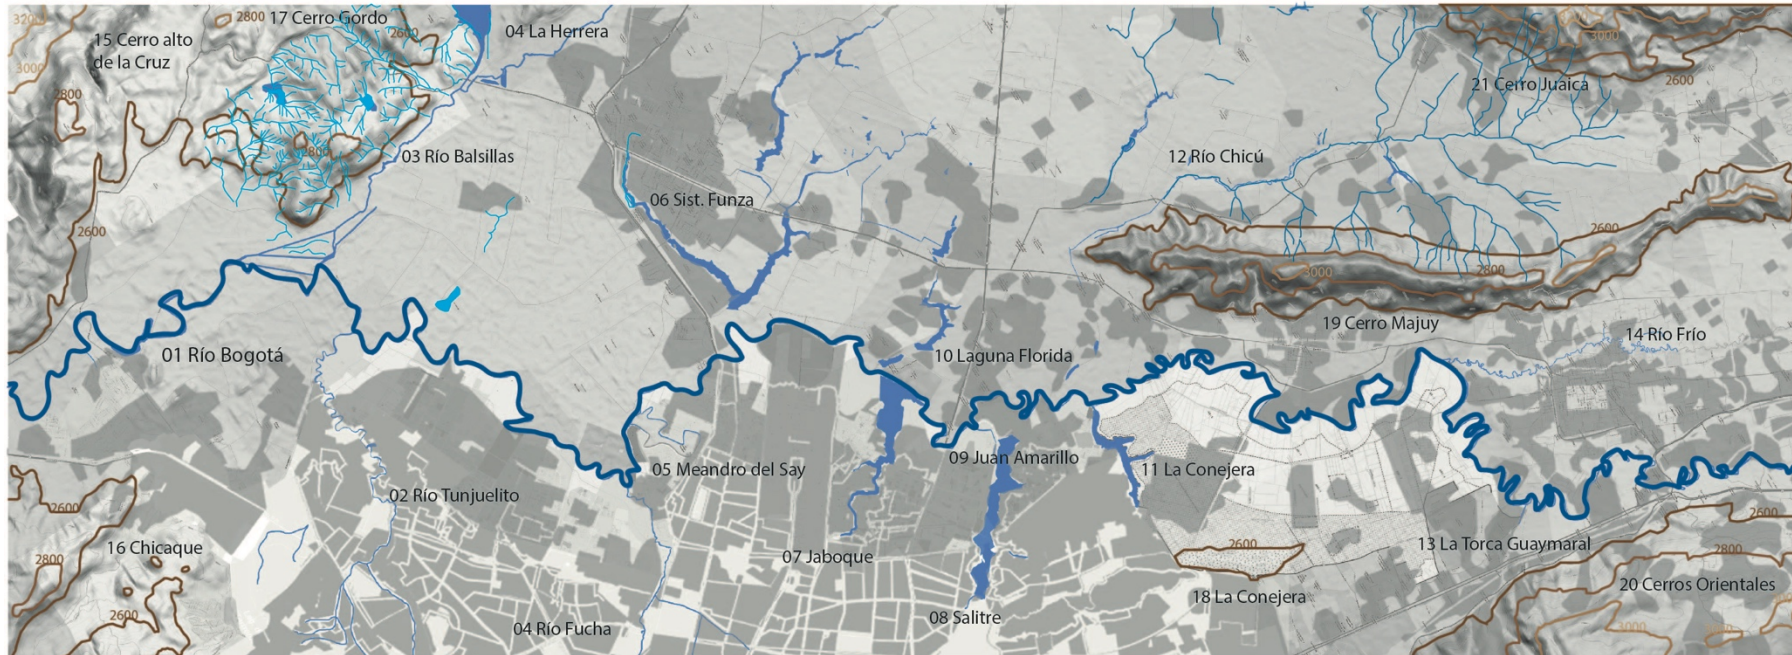 3200
2800
17 Cerro Gordo
2600
04 La Herrera
3000
15 Cerro alto
de la Cruz
3000
2800
21 Cerro Juaica
2600
2800
03 Río Balsillas
12 Río Chicú
06 Sist. Funza
2600
2600
3000
2800
01 Río Bogotá
10 Laguna Florida
19 Cerro Majuy
14 Río Frío
05 Meandro del Say
09 Juan Amarillo
11 La Conejera
02 Río Tunjuelito
2600
2600
16 Chicaque
2800
07 Jaboque
2600
13 La Torca Guaymaral
2800
20 Cerros Orientales
18 La Conejera
2600
04 Río Fucha
08 Salitre
3000